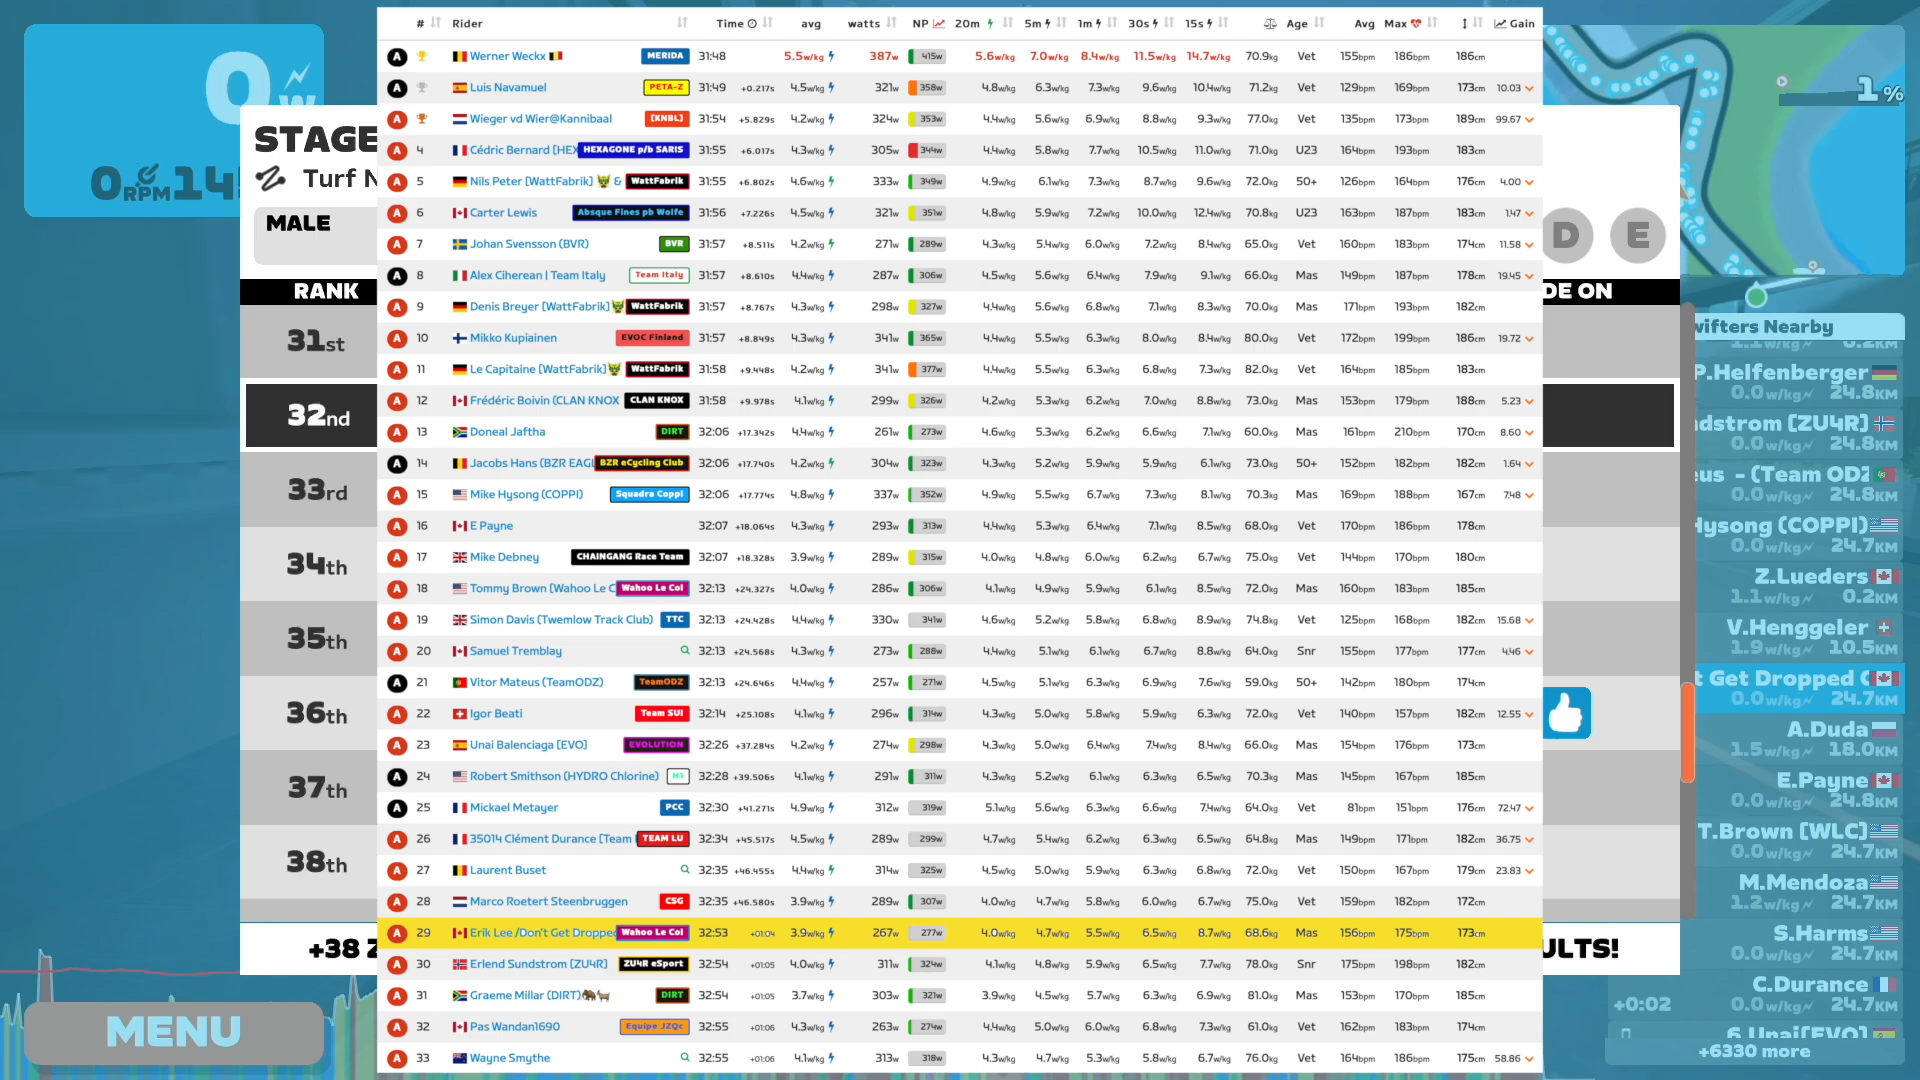 # Rider Time avg watts NP 20m 5m 1m 30s 15s Age Avg Max Gain
A Werner Weckx MERIDA 31:48 5.5w/kg 387w 415w 5.6w/kg 7.0w/kg 8.4w/kg 11.5w/kg 14.7w/kg 70.9kg Vet 155bpm 186bpm 186cm
A Luis Navamuel PETA-Z 31:49 +0.217s 4.5w/kg 321w 358w 4.8w/kg 6.3w/kg 7.3w/kg 9.6w/kg 10.4w/kg 71.2kg Vet 129bpm 169bpm 173cm 10.03
A Wieger vd Wier@Kannibaal [KNBL] 31:54 +5.829s 4.2w/kg 324w 353w 4.4w/kg 5.6w/kg 6.9w/kg 8.8w/kg 9.3w/kg 77.0kg Vet 135bpm 173bpm 189cm 99.67
A 4 Cédric Bernard [HEX HEXAGONE p/b SARIS 31:55 +6.017s 4.3w/kg 305w 344w 4.4w/kg 5.8w/kg 7.7w/kg 10.5w/kg 11.0w/kg 71.0kg U23 164bpm 193bpm 183cm
A 5 Nils Peter [WattFabrik] & WattFabrik 31:55 +6.802s 4.6w/kg 333w 349w 4.9w/kg 6.1w/kg 7.3w/kg 8.7w/kg 9.6w/kg 72.0kg 50+ 126bpm 164bpm 176cm 4.00
A 6 Carter Lewis Absque Fines pb Wolfe 31:56 +7.226s 4.5w/kg 321w 351w 4.8w/kg 5.9w/kg 7.2w/kg 10.0w/kg 12.4w/kg 70.8kg U23 163bpm 187bpm 183cm 1.47
A 7 Johan Svensson (BVR) BVR 31:57 +8.511s 4.2w/kg 271w 289w 4.3w/kg 5.4w/kg 6.0w/kg 7.2w/kg 8.4w/kg 65.0kg Vet 160bpm 183bpm 174cm 11.58
A 8 Alex Ciherean | Team Italy Team Italy 31:57 +8.610s 4.4w/kg 287w 306w 4.5w/kg 5.6w/kg 6.4w/kg 7.9w/kg 9.1w/kg 66.0kg Mas 149bpm 187bpm 178cm 19.45
A 9 Denis Breyer [WattFabrik] WattFabrik 31:57 +8.767s 4.3w/kg 298w 327w 4.4w/kg 5.6w/kg 6.8w/kg 7.1w/kg 8.3w/kg 70.0kg Mas 171bpm 193bpm 182cm
A 10 Mikko Kupiainen EVOC Finland 31:57 +8.849s 4.3w/kg 341w 365w 4.4w/kg 5.5w/kg 6.3w/kg 8.0w/kg 8.4w/kg 80.0kg Vet 172bpm 199bpm 186cm 19.72
A 11 Le Capitaine [WattFabrik] WattFabrik 31:58 +9.448s 4.2w/kg 341w 377w 4.4w/kg 5.5w/kg 6.3w/kg 6.8w/kg 7.3w/kg 82.0kg Vet 164bpm 185bpm 183cm
A 12 Frédéric Boivin (CLAN KNOX CLAN KNOX 31:58 +9.978s 4.1w/kg 299w 326w 4.2w/kg 5.3w/kg 6.2w/kg 7.0w/kg 8.8w/kg 73.0kg Mas 153bpm 179bpm 188cm 5.23
A 13 Doneal Jaftha DIRT 32:06 +17.342s 4.4w/kg 261w 273w 4.6w/kg 5.3w/kg 6.2w/kg 6.6w/kg 7.1w/kg 60.0kg Mas 161bpm 210bpm 170cm 8.60
A 14 Jacobs Hans (BZR EAGL BZR eCycling Club 32:06 +17.740s 4.2w/kg 304w 323w 4.3w/kg 5.2w/kg 5.9w/kg 5.9w/kg 6.1w/kg 73.0kg 50+ 152bpm 182bpm 182cm 1.64
A 15 Mike Hysong (COPPI) Squadra Coppi 32:06 +17.774s 4.8w/kg 337w 352w 4.9w/kg 5.5w/kg 6.7w/kg 7.3w/kg 8.1w/kg 70.3kg Mas 169bpm 188bpm 167cm 7.48
A 16 E Payne 32:07 +18.064s 4.3w/kg 293w 313w 4.4w/kg 5.3w/kg 6.4w/kg 7.1w/kg 8.5w/kg 68.0kg Vet 170bpm 186bpm 178cm
A 17 Mike Debney CHAINGANG Race Team 32:07 +18.328s 3.9w/kg 289w 315w 4.0w/kg 4.8w/kg 6.0w/kg 6.2w/kg 6.7w/kg 75.0kg Vet 144bpm 170bpm 180cm
A 18 Tommy Brown [Wahoo Le C Wahoo Le Col 32:13 +24.327s 4.0w/kg 286w 306w 4.1w/kg 4.9w/kg 5.9w/kg 6.1w/kg 8.5w/kg 72.0kg Mas 160bpm 183bpm 185cm
A 19 Simon Davis (Twemlow Track Club) TTC 32:13 +24.428s 4.4w/kg 330w 341w 4.6w/kg 5.2w/kg 5.8w/kg 6.8w/kg 8.9w/kg 74.8kg Vet 125bpm 168bpm 182cm 15.68
A 20 Samuel Tremblay 32:13 +24.568s 4.3w/kg 273w 288w 4.4w/kg 5.1w/kg 6.1w/kg 6.7w/kg 8.8w/kg 64.0kg Snr 155bpm 177bpm 177cm 4.46
A 21 Vitor Mateus (TeamODZ) TeamODZ 32:13 +24.646s 4.4w/kg 257w 271w 4.5w/kg 5.1w/kg 6.3w/kg 6.9w/kg 7.6w/kg 59.0kg 50+ 142bpm 180bpm 174cm
A 22 Igor Beati Team SUI 32:14 +25.108s 4.1w/kg 296w 314w 4.3w/kg 5.0w/kg 5.8w/kg 5.9w/kg 6.3w/kg 72.0kg Vet 140bpm 157bpm 182cm 12.55
A 23 Unai Balenciaga [EVO] EVOLUTION 32:26 +37.284s 4.2w/kg 274w 298w 4.3w/kg 5.0w/kg 6.4w/kg 7.4w/kg 8.4w/kg 66.0kg Mas 154bpm 176bpm 173cm
A 24 Robert Smithson (HYDRO Chlorine) H1 32:28 +39.506s 4.1w/kg 291w 311w 4.3w/kg 5.2w/kg 6.1w/kg 6.3w/kg 6.5w/kg 70.3kg Mas 145bpm 167bpm 185cm
A 25 Mickael Metayer PCC 32:30 +41.271s 4.9w/kg 312w 319w 5.1w/kg 5.6w/kg 6.3w/kg 6.6w/kg 7.4w/kg 64.0kg Vet 81bpm 151bpm 176cm 72.47
A 26 35014 Clément Durance [Team TEAM LU 32:34 +45.517s 4.5w/kg 289w 299w 4.7w/kg 5.4w/kg 6.2w/kg 6.3w/kg 6.5w/kg 64.8kg Mas 149bpm 171bpm 182cm 36.75
A 27 Laurent Buset 32:35 +46.455s 4.4w/kg 314w 325w 4.5w/kg 5.0w/kg 5.8w/kg 6.3w/kg 6.8w/kg 72.0kg Vet 150bpm 167bpm 179cm 23.83
A 28 Marco Roetert Steenbruggen CSG 32:35 +46.580s 3.9w/kg 289w 307w 4.0w/kg 4.7w/kg 5.8w/kg 6.0w/kg 6.7w/kg 75.0kg Vet 159bpm 182bpm 172cm
A 29 Erik Lee /Don't Get Dropped Wahoo Le Col 32:53 +01:04 3.9w/kg 267w 277w 4.0w/kg 4.7w/kg 5.5w/kg 6.5w/kg 8.7w/kg 68.6kg Mas 156bpm 175bpm 173cm
A 30 Erlend Sundstrom [ZU4R] ZU4R eSport 32:54 +01:05 4.0w/kg 311w 324w 4.1w/kg 4.8w/kg 5.9w/kg 6.5w/kg 7.7w/kg 78.0kg Snr 175bpm 198bpm 182cm
A 31 Graeme Millar (DIRT) DIRT 32:54 +01:05 3.7w/kg 303w 321w 3.9w/kg 4.5w/kg 5.7w/kg 6.3w/kg 6.9w/kg 81.0kg Mas 153bpm 170bpm 185cm
A 32 Pas Wandan1690 Equipe JZQc 32:55 +01:06 4.3w/kg 263w 274w 4.4w/kg 5.0w/kg 6.0w/kg 6.8w/kg 7.3w/kg 61.0kg Vet 162bpm 183bpm 174cm
A 33 Wayne Smythe 32:55 +01:06 4.1w/kg 313w 318w 4.3w/kg 4.7w/kg 5.3w/kg 5.8w/kg 6.7w/kg 76.0kg Vet 164bpm 186bpm 175cm 58.86
0w
0RPM 14
STAGE
Turf N
MALE
RANK
31st
32nd
33rd
34th
35th
36th
37th
38th
+38
MENU
1%
D E
DE ON
ULTS!
wifters Nearby
1.1w/kg 0.2KM
P.Helfenberger
0.0w/kg 24.8KM
ndstrom [ZU4R]
0.0w/kg 24.8KM
eus - (Team ODZ
0.0w/kg 24.8KM
Hysong (COPPI)
0.0w/kg 24.7KM
Z.Lueders
1.1w/kg 0.2KM
V.Henggeler
1.9w/kg 10.5KM
t Get Dropped
0.0w/kg 24.7KM
A.Duda
1.5w/kg 18.0KM
E.Payne
0.0w/kg 24.8KM
T.Brown [WLC]
0.0w/kg 24.7KM
M.Mendoza
1.2w/kg 24.7KM
S.Harms
0.0w/kg 24.7KM
C.Durance
+0:02 0.0w/kg 24.7KM
6 Unai[EVO]
+6330 more